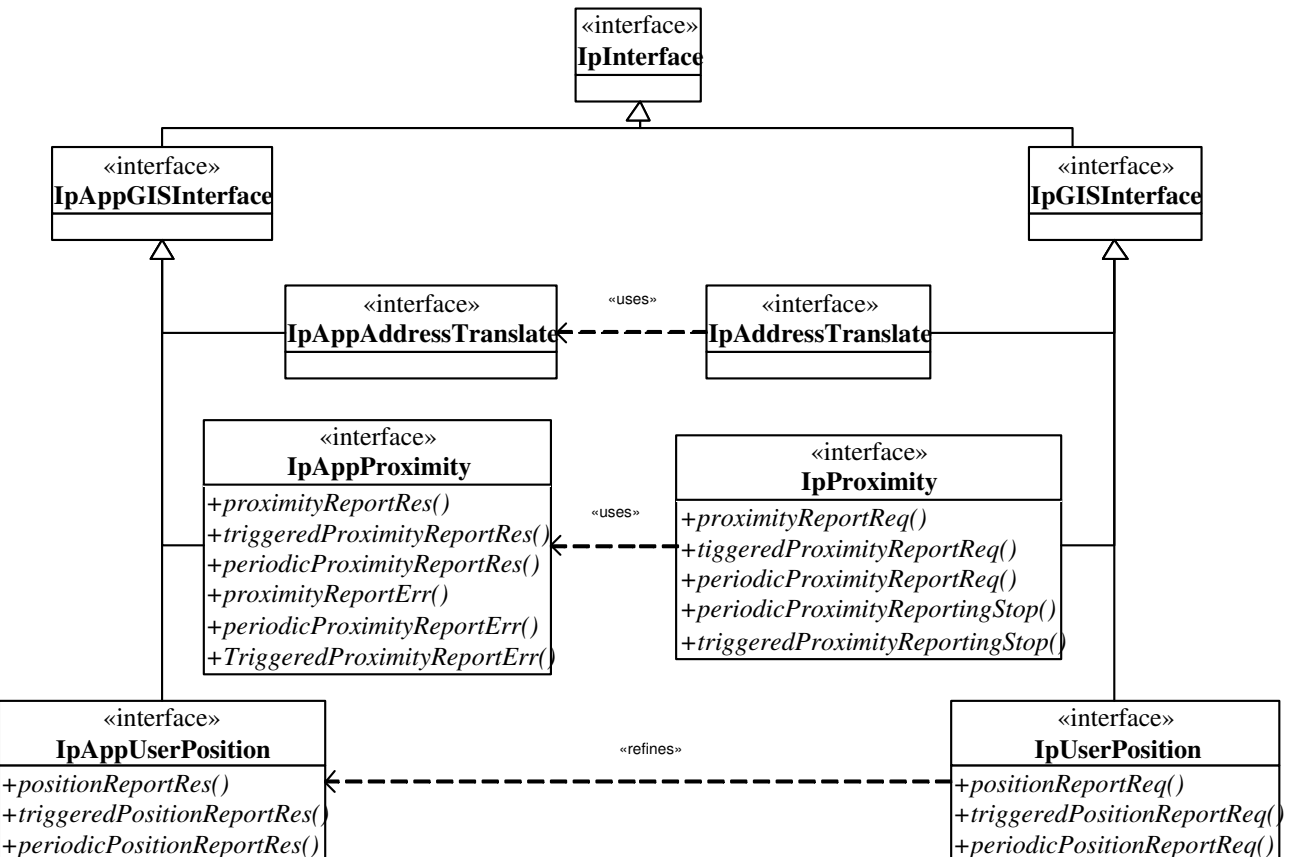 «interface»
IpInterface
«interface»
IpAppGISInterface
«interface»
IpGISInterface
«interface»
IpAppAddressTranslate
«uses»
«interface»
IpAddressTranslate
«interface»
IpAppProximity
+proximityReportRes()
+triggeredProximityReportRes()
+periodicProximityReportRes()
+proximityReportErr()
+periodicProximityReportErr()
+TriggeredProximityReportErr()
«uses»
«interface»
IpProximity
+proximityReportReq()
+tiggeredProximityReportReq()
+periodicProximityReportReq()
+periodicProximityReportingStop()
+triggeredProximityReportingStop()
«interface»
IpAppUserPosition
+positionReportRes()
+triggeredPositionReportRes()
+periodicPositionReportRes()
«refines»
«interface»
IpUserPosition
+positionReportReq()
+triggeredPositionReportReq()
+periodicPositionReportReq()